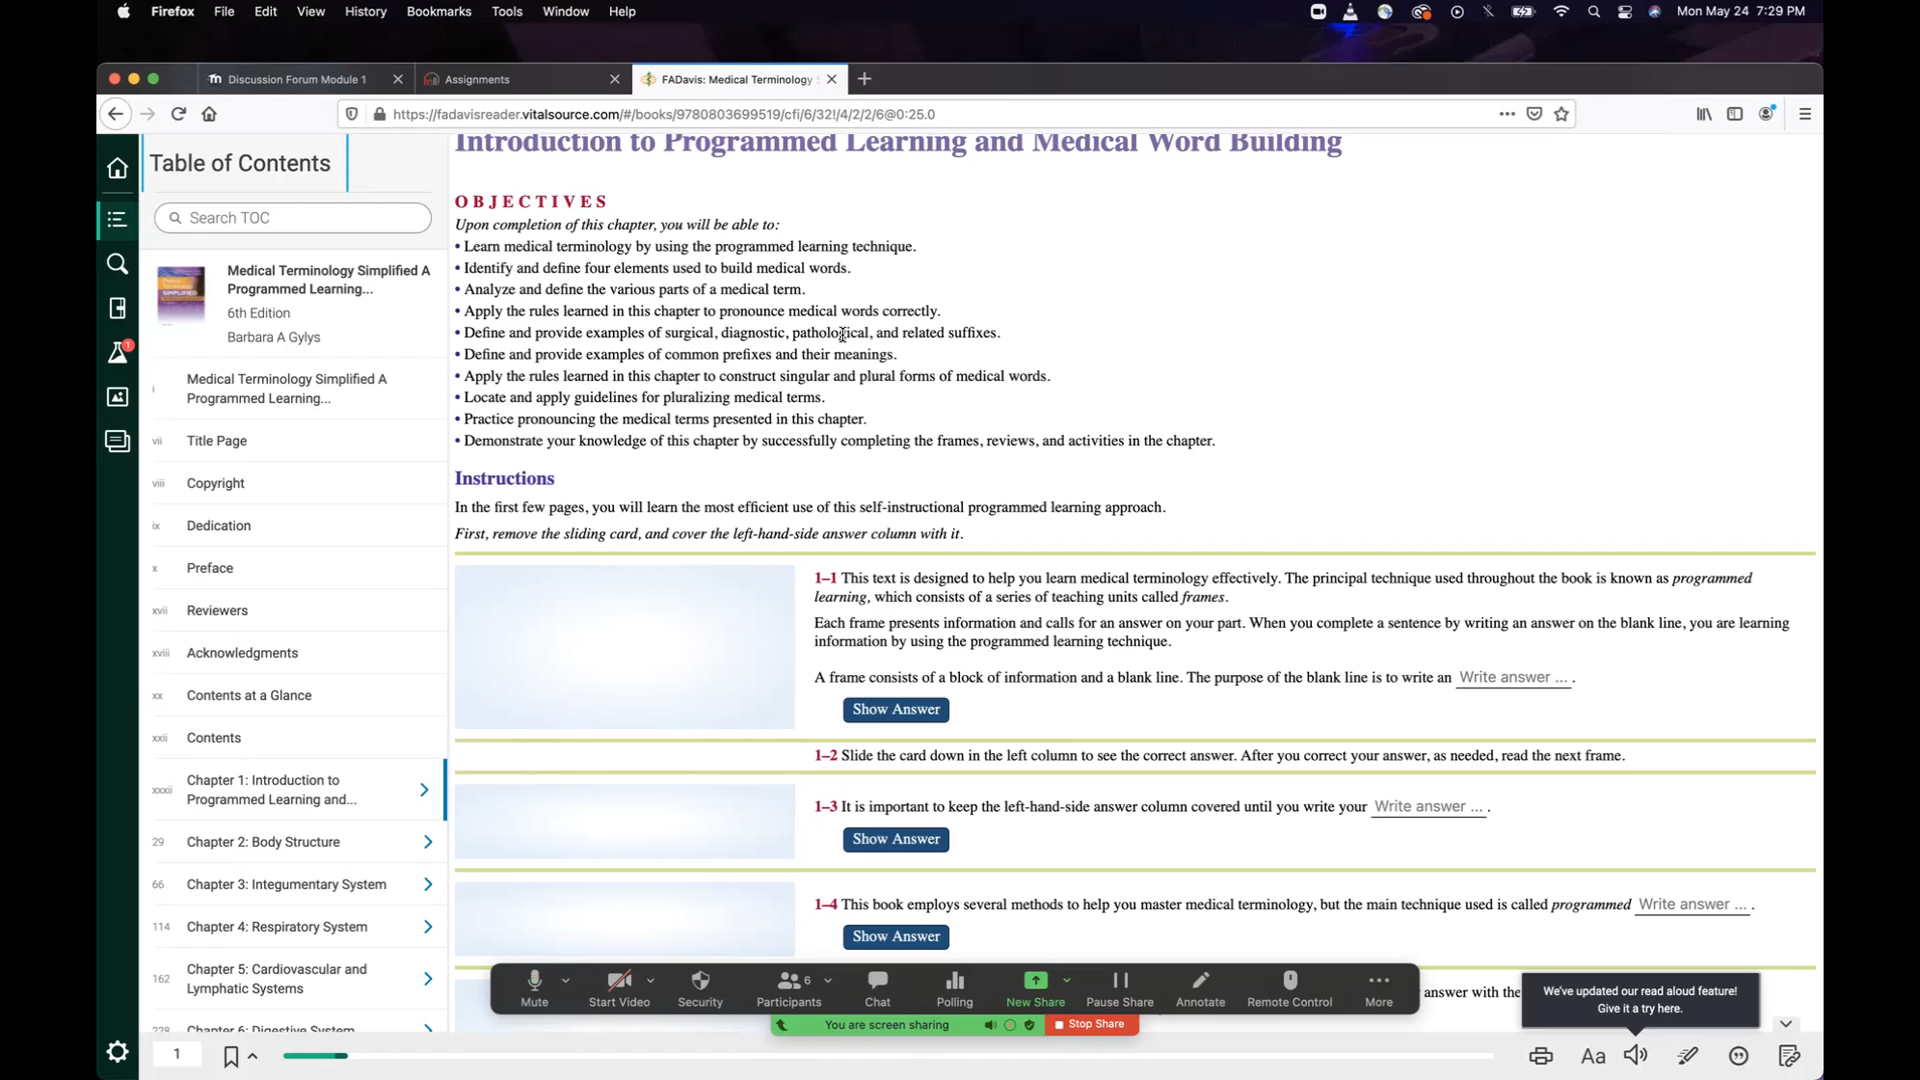 Firefox File Edit View History Bookmarks Tools Window Help Mon May 24 7:29 PM
Discussion Forum Module 1 Assignments FADavis: Medical Terminology
https://fadavisreader.vitalsource.com/#/books/9780803699519/cfi/6/32!/4/2/2/6@0:25.0
Table of Contents
Search TOC
Medical Terminology Simplified A
Programmed Learning...
6th Edition
Barbara A Gylys
1
i Medical Terminology Simplified A
Programmed Learning...
vii Title Page
viii Copyright
ix Dedication
x Preface
xvii Reviewers
xviii Acknowledgments
xx Contents at a Glance
xxii Contents
xxxii Chapter 1: Introduction to
Programmed Learning and...
29 Chapter 2: Body Structure
66 Chapter 3: Integumentary System
114 Chapter 4: Respiratory System
162 Chapter 5: Cardiovascular and
Lymphatic Systems
228 Chapter 6: Digestive System
Introduction to Programmed Learning and Medical Word Building
OBJECTIVES
Upon completion of this chapter, you will be able to:
• Learn medical terminology by using the programmed learning technique.
• Identify and define four elements used to build medical words.
• Analyze and define the various parts of a medical term.
• Apply the rules learned in this chapter to pronounce medical words correctly.
• Define and provide examples of surgical, diagnostic, pathological, and related suffixes.
• Define and provide examples of common prefixes and their meanings.
• Apply the rules learned in this chapter to construct singular and plural forms of medical words.
• Locate and apply guidelines for pluralizing medical terms.
• Practice pronouncing the medical terms presented in this chapter.
• Demonstrate your knowledge of this chapter by successfully completing the frames, reviews, and activities in the chapter.
Instructions
In the first few pages, you will learn the most efficient use of this self-instructional programmed learning approach.
First, remove the sliding card, and cover the left-hand-side answer column with it.
1–1 This text is designed to help you learn medical terminology effectively. The principal technique used throughout the book is known as programmed
learning, which consists of a series of teaching units called frames.
Each frame presents information and calls for an answer on your part. When you complete a sentence by writing an answer on the blank line, you are learning
information by using the programmed learning technique.
A frame consists of a block of information and a blank line. The purpose of the blank line is to write an Write answer ... .
Show Answer
1–2 Slide the card down in the left column to see the correct answer. After you correct your answer, as needed, read the next frame.
1–3 It is important to keep the left-hand-side answer column covered until you write your Write answer ... .
Show Answer
1–4 This book employs several methods to help you master medical terminology, but the main technique used is called programmed Write answer ... .
Show Answer
answer with the
6
Mute Start Video Security Participants Chat Polling New Share Pause Share Annotate Remote Control More
You are screen sharing Stop Share
We've updated our read aloud feature!
Give it a try here.
1 Aa